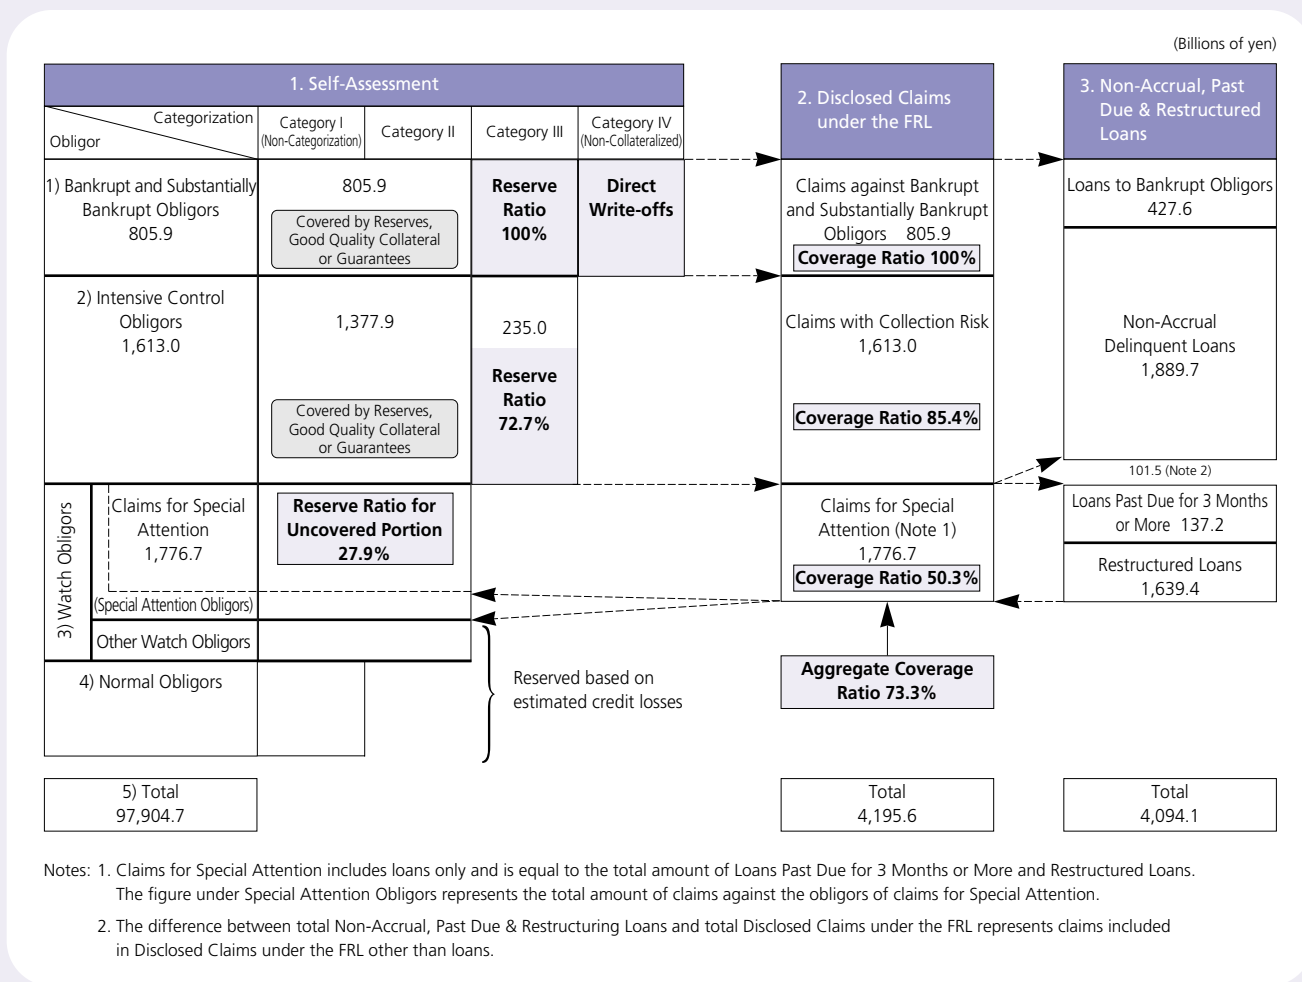 (Billions of yen)
1. Self-Assessment
Categorization
Obligor
Category I
(Non-Categorization)
Category II
Category III
Category IV
(Non-Collateralized)
2. Disclosed Claims
under the FRL
3. Non-Accrual, Past
Due & Restructured
Loans
1) Bankrupt and Substantially
Bankrupt Obligors
805.9
805.9
Covered by Reserves,
Good Quality Collateral
or Guarantees
Reserve
Ratio
100%
Direct
Write-offs
Claims against Bankrupt
and Substantially Bankrupt
Obligors 805.9
Coverage Ratio 100%
Loans to Bankrupt Obligors
427.6
2) Intensive Control
Obligors
1,613.0
1,377.9
Covered by Reserves,
Good Quality Collateral
or Guarantees
235.0
Reserve
Ratio
72.7%
Claims with Collection Risk
1,613.0
Coverage Ratio 85.4%
Non-Accrual
Delinquent Loans
1,889.7
101.5 (Note 2)
3) Watch Obligors
Claims for Special
Attention
1,776.7
(Special Attention Obligors)
Reserve Ratio for
Uncovered Portion
27.9%
Claims for Special
Attention (Note 1)
1,776.7
Coverage Ratio 50.3%
Loans Past Due for 3 Months
or More 137.2
Restructured Loans
1,639.4
Other Watch Obligors
4) Normal Obligors
Reserved based on
estimated credit losses
Aggregate Coverage
Ratio 73.3%
5) Total
97,904.7
Total
4,195.6
Total
4,094.1
Notes: 1. Claims for Special Attention includes loans only and is equal to the total amount of Loans Past Due for 3 Months or More and Restructured Loans.
The figure under Special Attention Obligors represents the total amount of claims against the obligors of claims for Special Attention.
2. The difference between total Non-Accrual, Past Due & Restructuring Loans and total Disclosed Claims under the FRL represents claims included
in Disclosed Claims under the FRL other than loans.